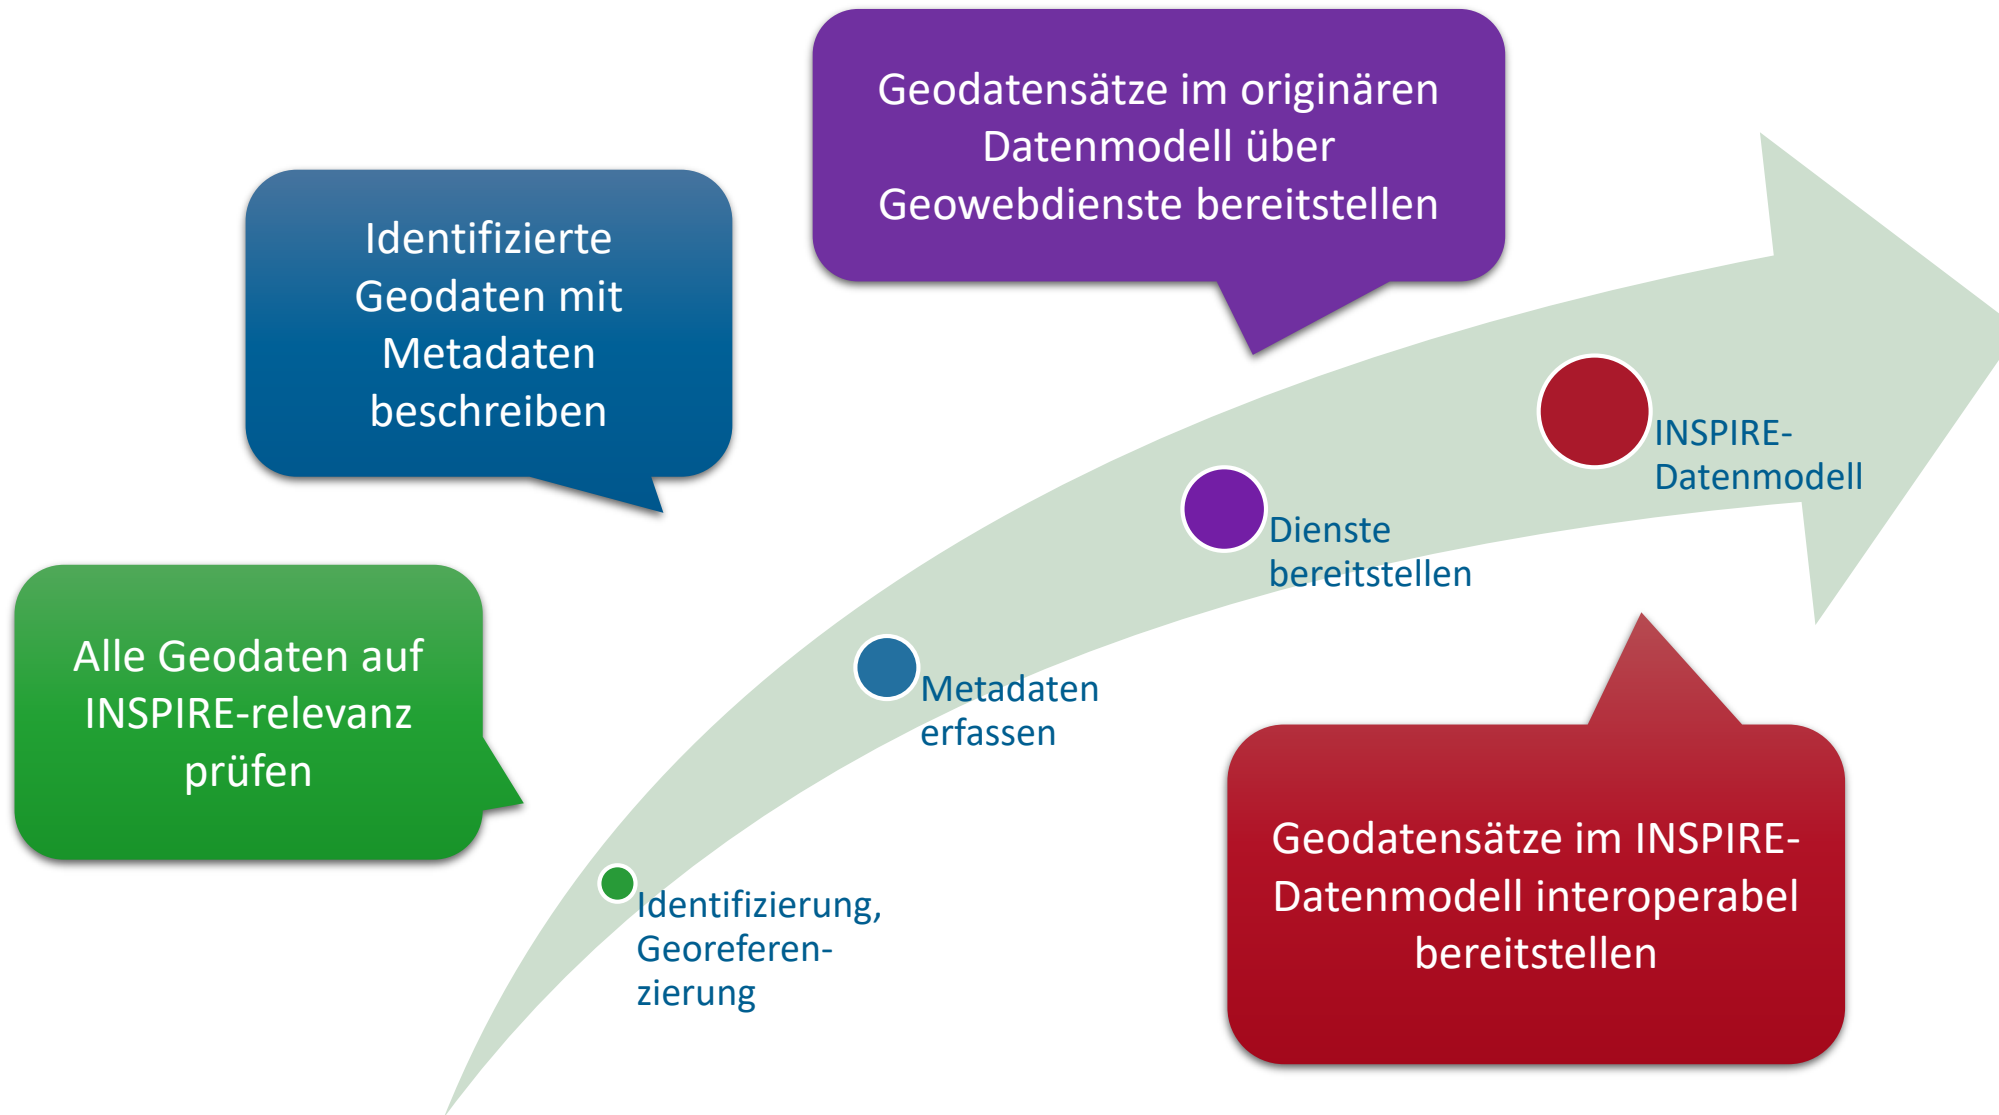 Geodatensätze im originären
Datenmodell über
Geowebdienste bereitstellen
Identifizierte
Geodaten mit
Metadaten
beschreiben
INSPIRE-
Datenmodell
Dienste
bereitstellen
Alle Geodaten auf
INSPIRE-relevanz
prüfen
Metadaten
erfassen
Geodatensätze im INSPIRE-
Datenmodell interoperabel
bereitstellen
Identifizierung,
Georeferen-
zierung